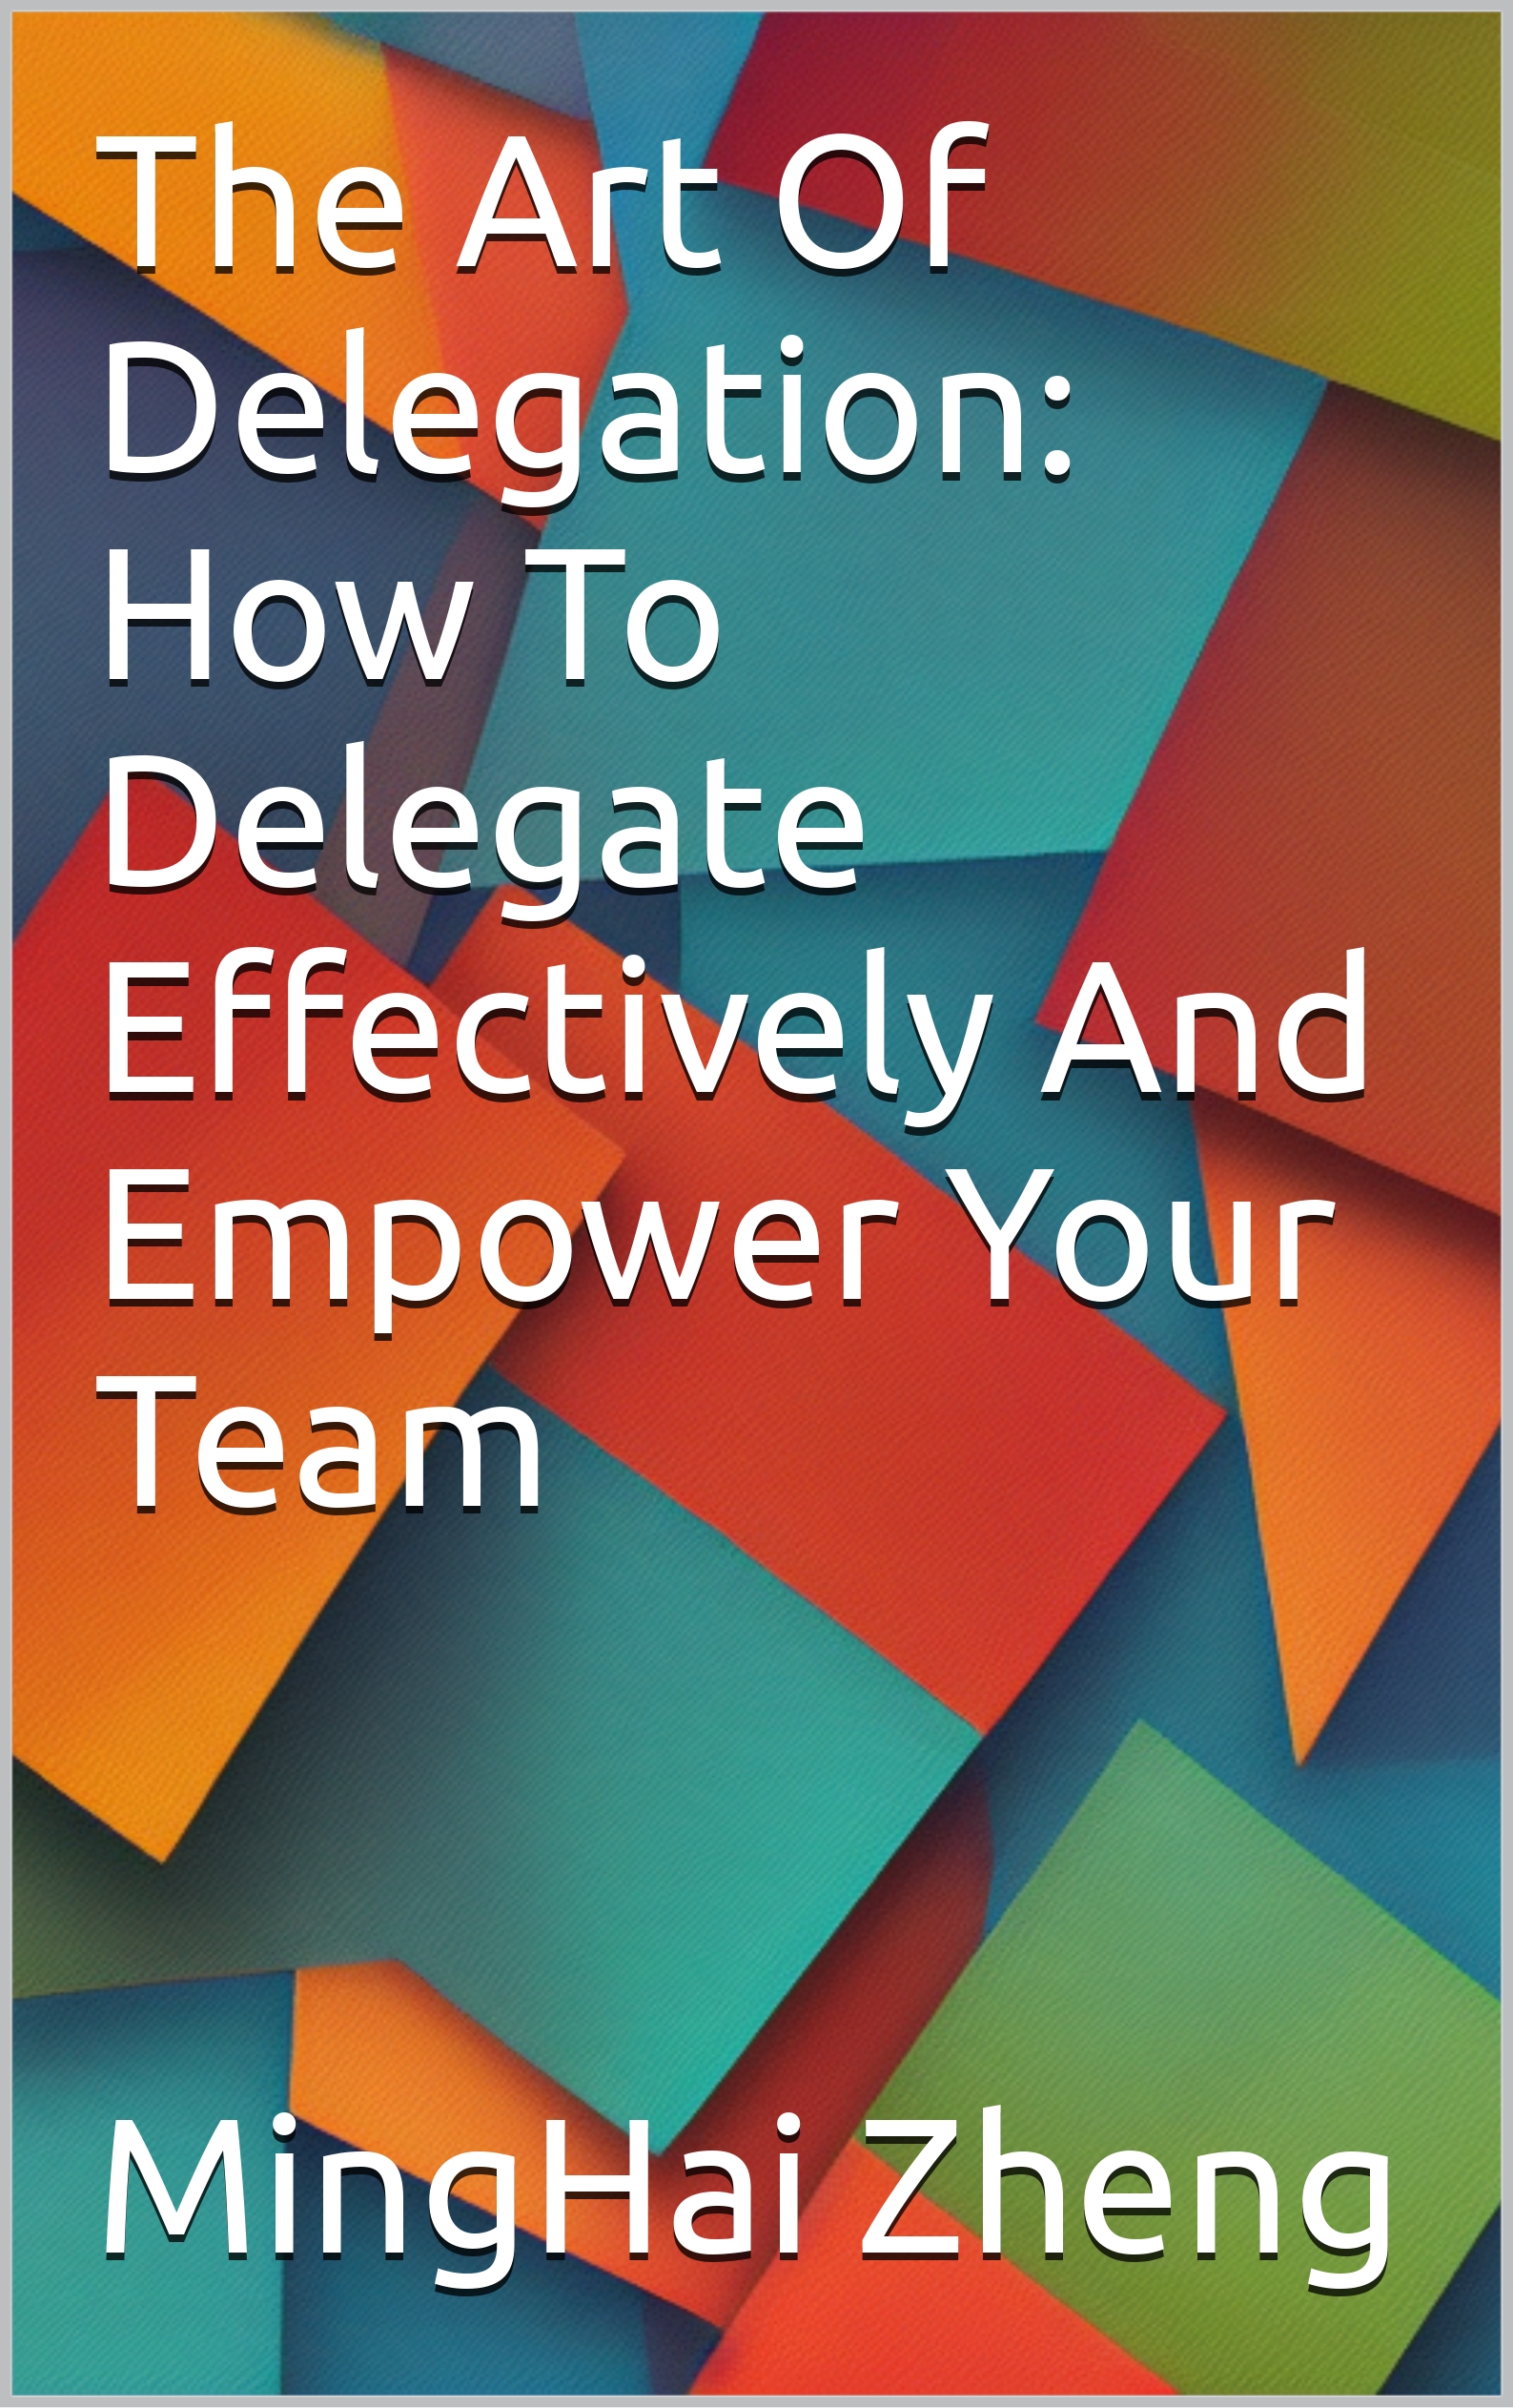 The Art Of
Delegation:
How To
Delegate
Effectively And
Empower Your
Team
MingHai Zheng